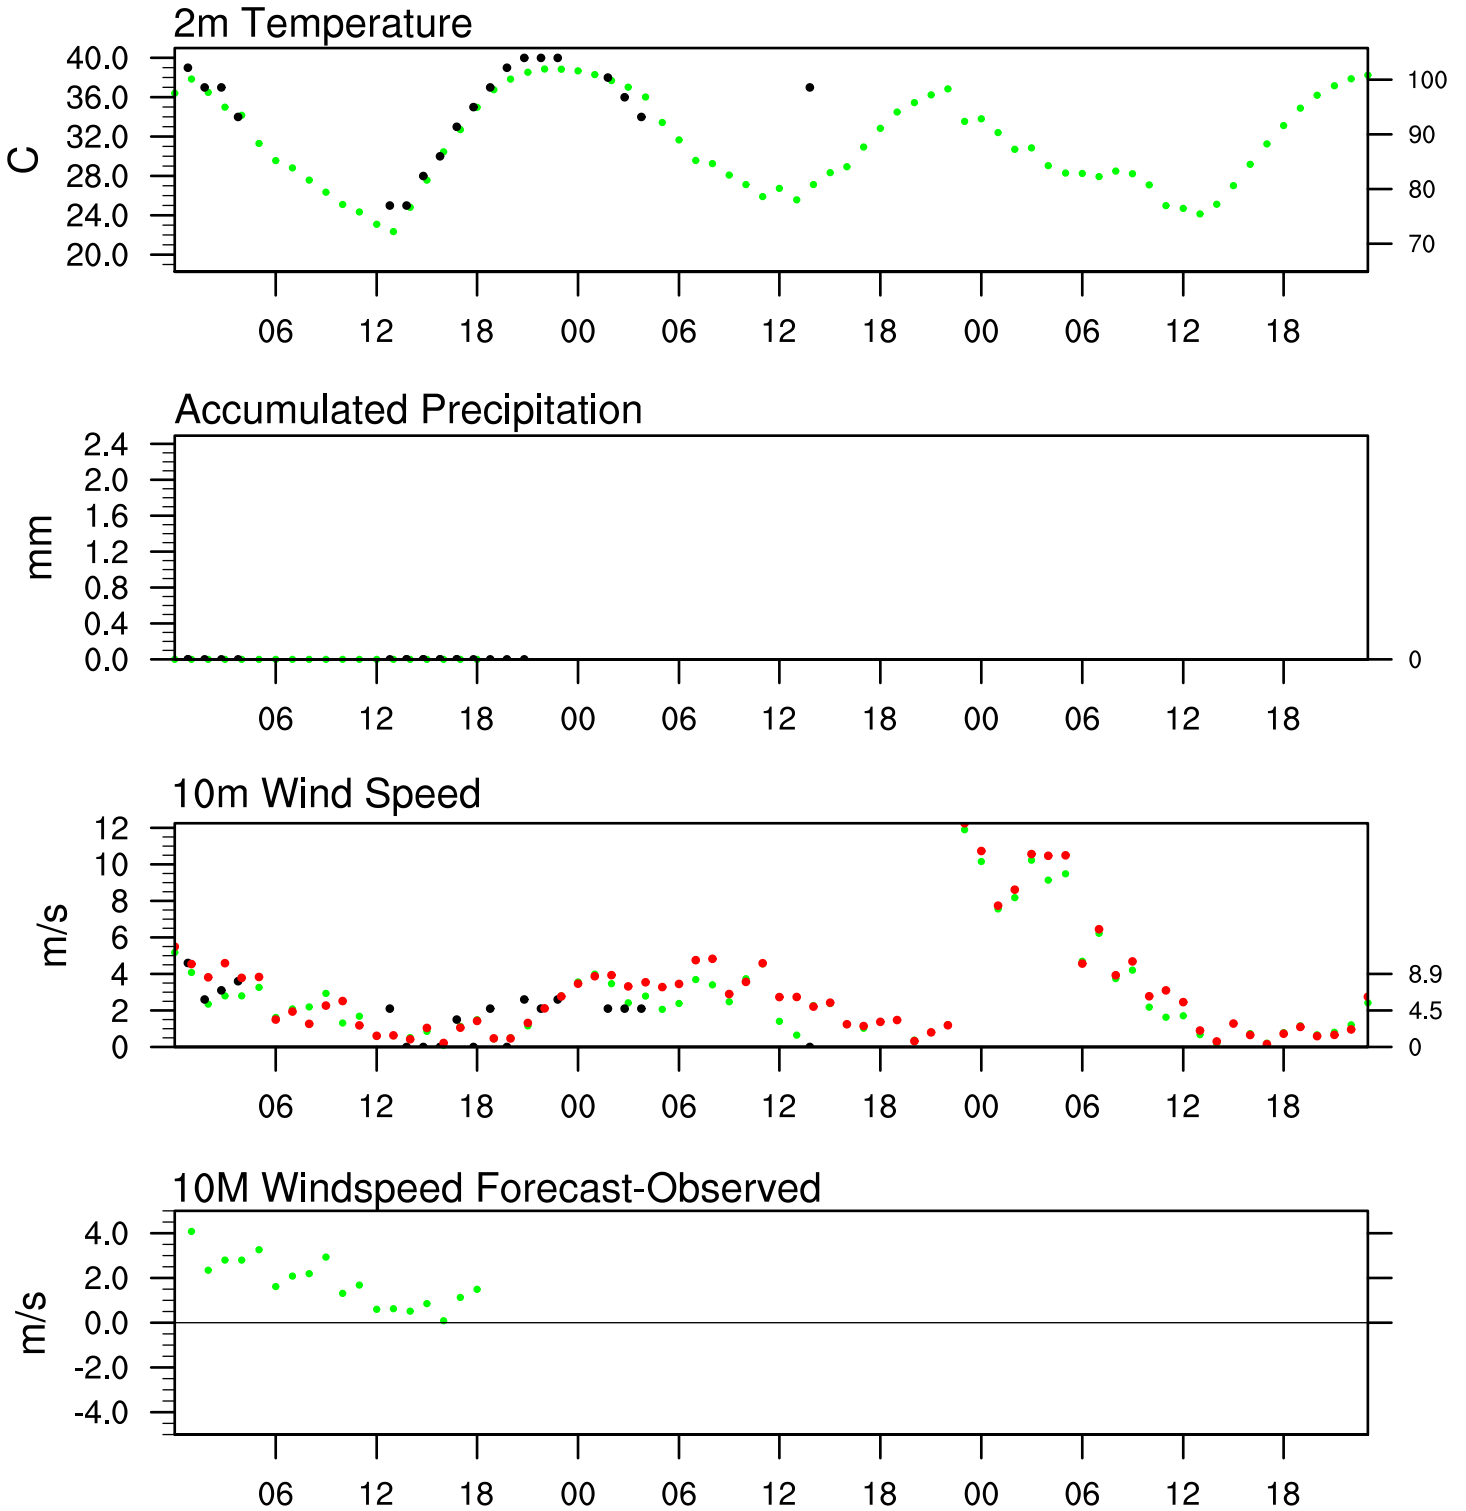 2m Temperature
40.0
36.0
32.0
28.0
24.0
20.0
C
100
90
80
70
06 12 18 00 06 12 18 00 06 12 18
Accumulated Precipitation
2.4
2.0
1.6
1.2
0.8
0.4
0.0
mm
0
06 12 18 00 06 12 18 00 06 12 18
10m Wind Speed
12
10
8
6
4
2
0
m/s
8.9
4.5
0
06 12 18 00 06 12 18 00 06 12 18
10M Windspeed Forecast-Observed
4.0
2.0
0.0
-2.0
-4.0
m/s
06 12 18 00 06 12 18 00 06 12 18